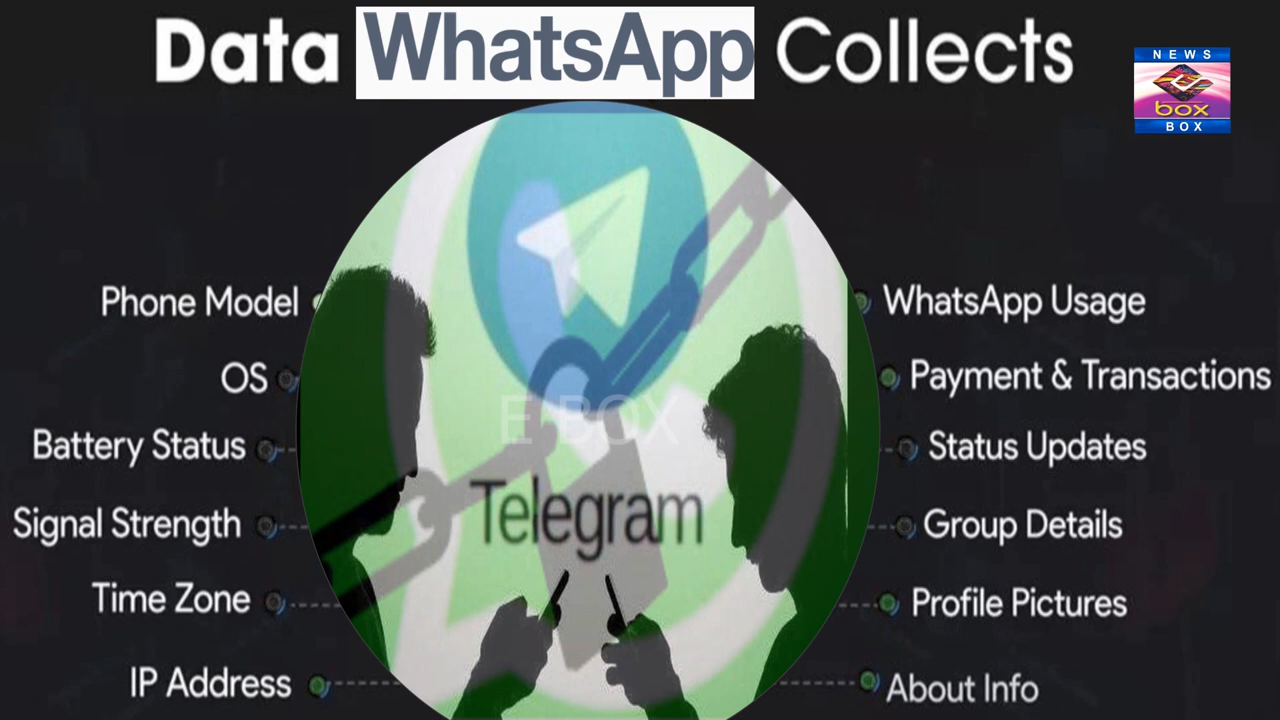 Data WhatsApp Collects
NEWS
box
BOX
Phone Model
OS
Battery Status
Signal Strength
Time Zone
IP Address
E BOX
Telegram
WhatsApp Usage
Payment & Transactions
Status Updates
Group Details
Profile Pictures
About Info